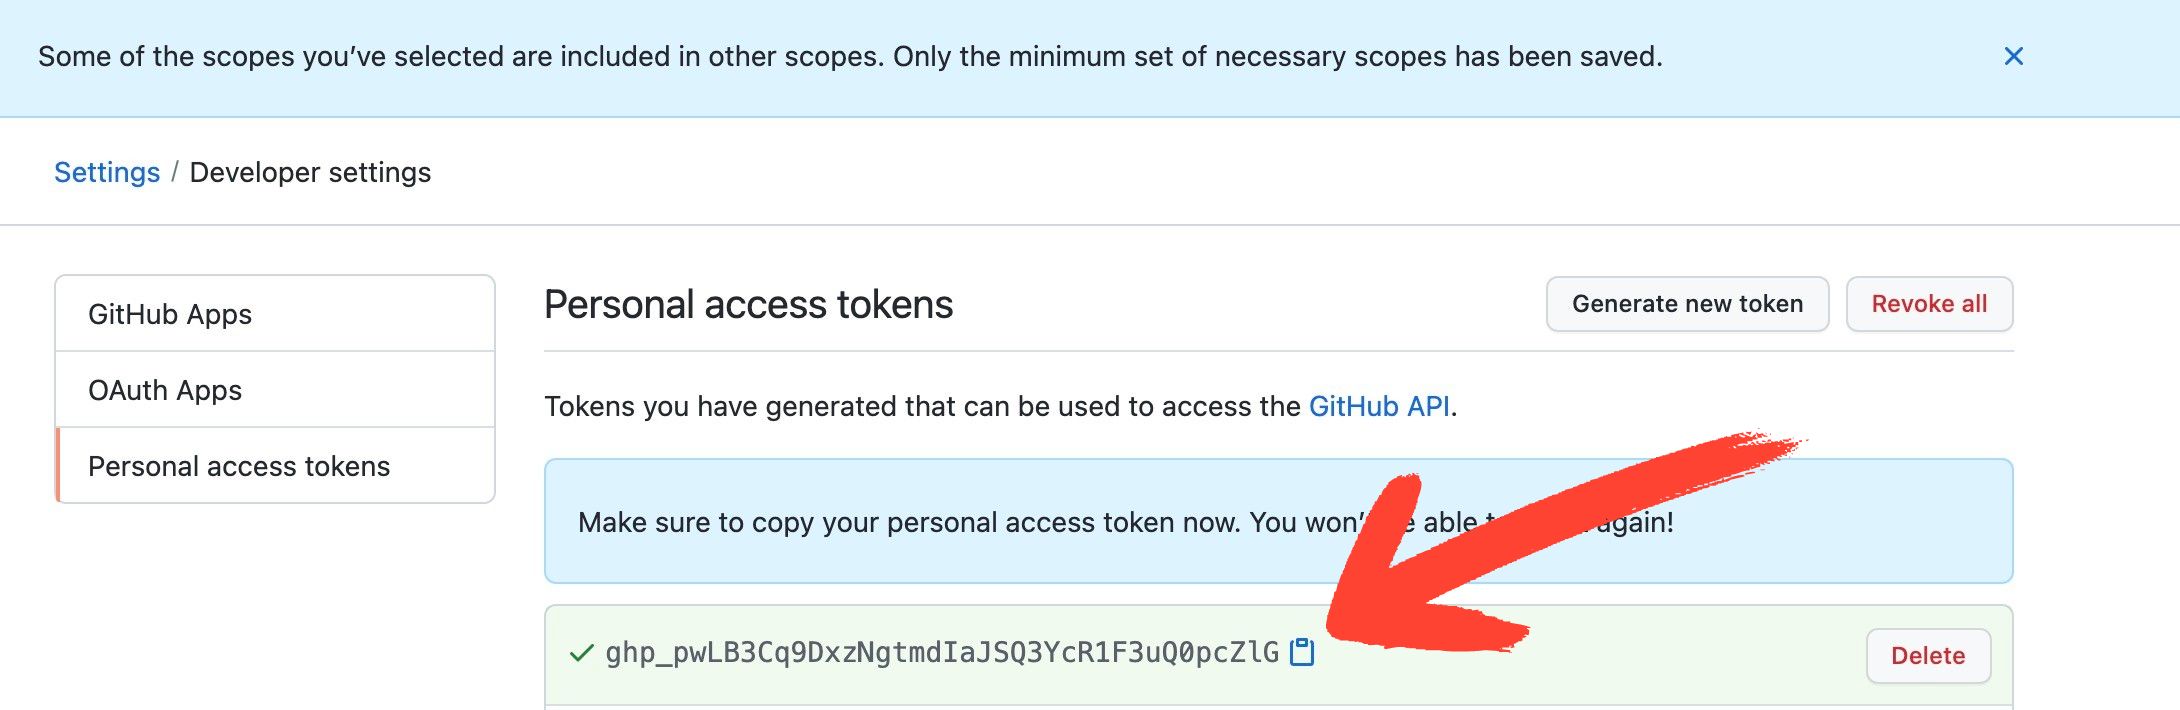 Some of the scopes you’ve selected are included in other scopes. Only the minimum set of necessary scopes has been saved.
Settings / Developer settings
GitHub Apps
OAuth Apps
Personal access tokens
Personal access tokens
Generate new token
Revoke all
Tokens you have generated that can be used to access the GitHub API.
Make sure to copy your personal access token now. You won’ able again!
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
Delete